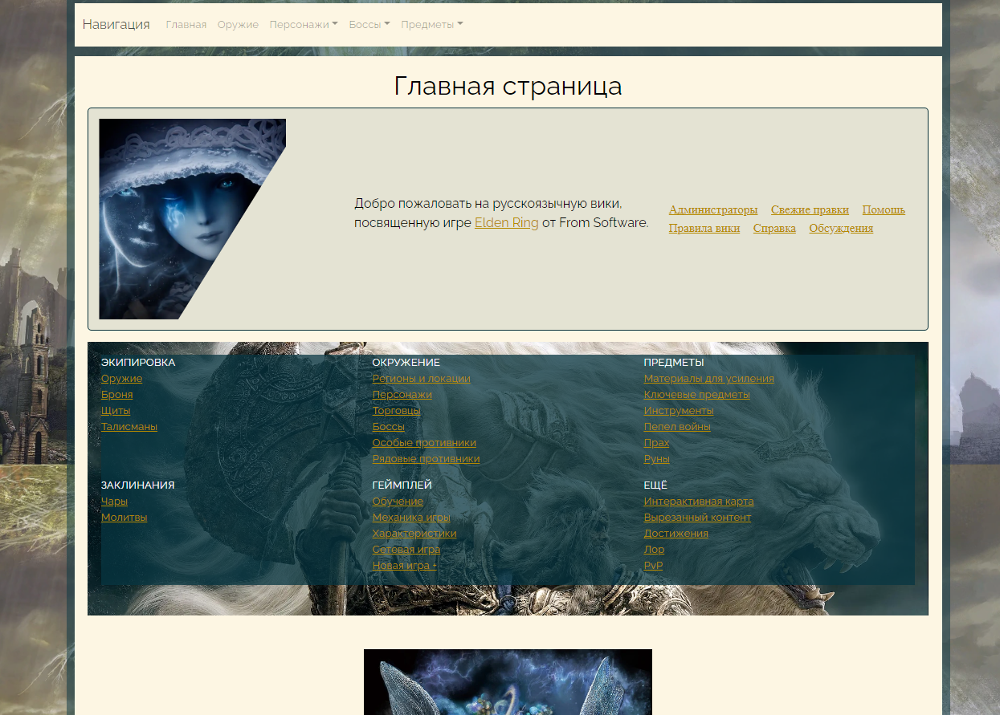 Навигация Главная Оружие Персонажи Боссы Предметы
Главная страница
Добро пожаловать на русскоязычную вики,
посвященную игре Elden Ring от From Software.
Администраторы Свежие правки Помощь
Правила вики Справка Обсуждения
ЭКИПИРОВКА
Оружие
Броня
Щиты
Талисманы
ОКРУЖЕНИЕ
Регионы и локации
Персонажи
Торговцы
Боссы
Особые противники
Рядовые противники
ПРЕДМЕТЫ
Материалы для усиления
Ключевые предметы
Инструменты
Пепел войны
Прах
Руны
ЗАКЛИНАНИЯ
Чары
Молитвы
ГЕЙМПЛЕЙ
Обучение
Механика игры
Характеристики
Сетевая игра
Новая игра +
ЕЩЁ
Интерактивная карта
Вырезанный контент
Достижения
Лор
PvP